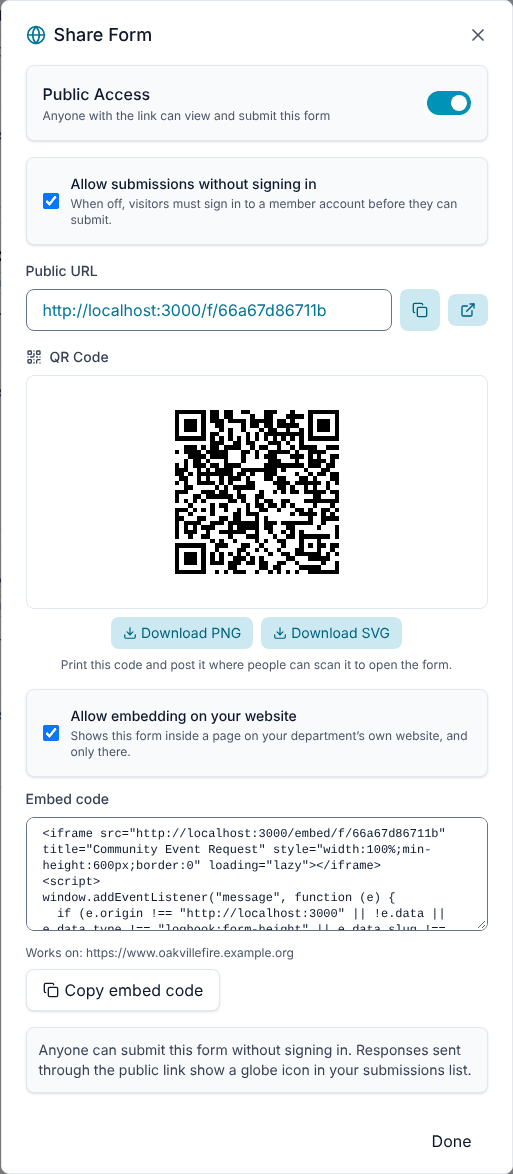 Share Form
Public Access
Anyone with the link can view and submit this form
Allow submissions without signing in
When off, visitors must sign in to a member account before they can
submit.
Public URL
http://localhost:3000/f/66a67d86711b
QR Code
Download PNG
Download SVG
Print this code and post it where people can scan it to open the form.
Allow embedding on your website
Shows this form inside a page on your department's own website, and
only there.
Embed code
<iframe src="http://localhost:3000/embed/f/66a67d86711b"
title="Community Event Request" style="width:100%;min-
height:600px;border:0" loading="lazy"></iframe>
<script>
window.addEventListener("message", function (e) {
  if (e.origin !== "http://localhost:3000" || !e.data ||
e.data.type !== "logbook:form-height" || e.data.slug !==
Works on: https://www.oakvillefire.example.org
Copy embed code
Anyone can submit this form without signing in. Responses sent
through the public link show a globe icon in your submissions list.
Done